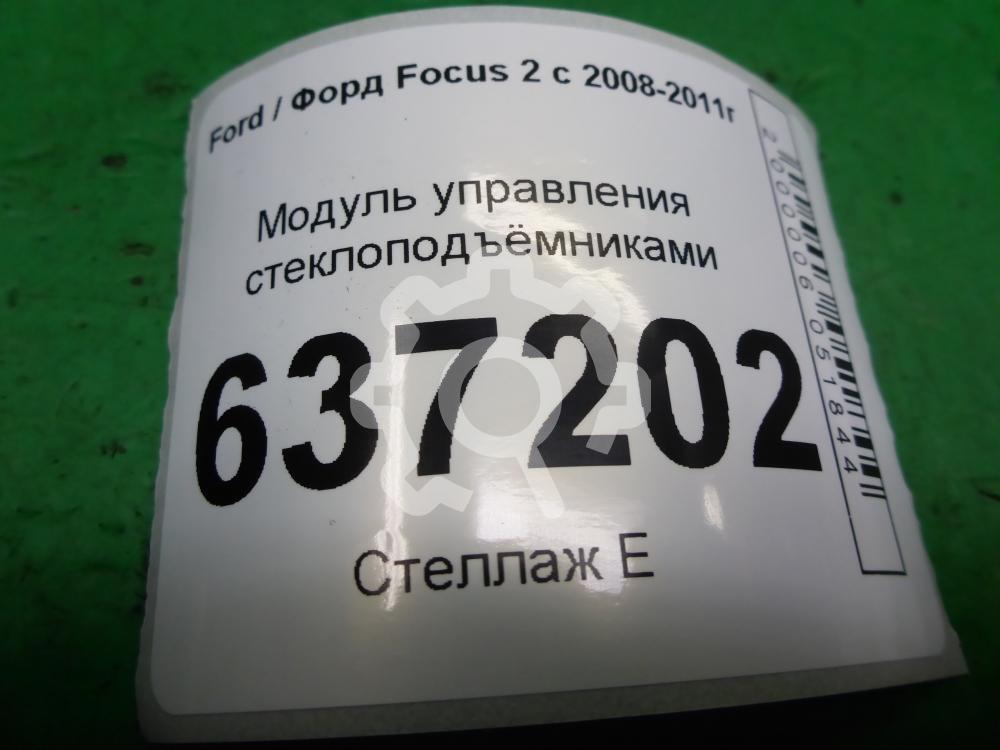 Ford / Форд Focus 2 с 2008-2011г
Модуль управления
стеклоподъёмниками
637202
Стеллаж Е
2000006051844